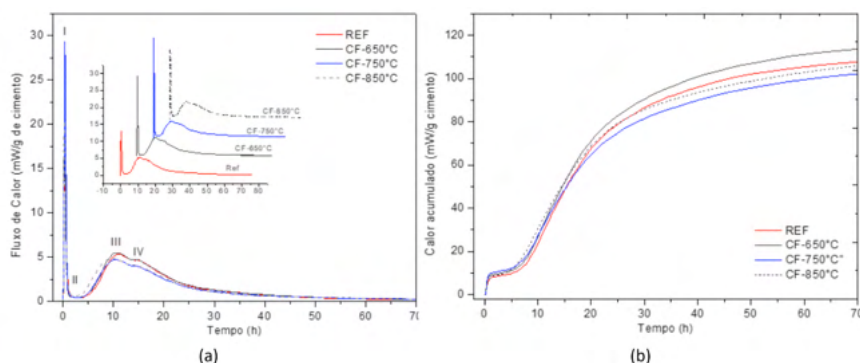 Fluxo de Calor (mW/g de cimento)
30
25
20
15
10
5
0
I
II
III
IV
REF
CF-650°C
CF-750°C
CF-850°C
3.0
2.5
2.0
1.5
1.0
5
0
CF-850°C
CF-750°C
CF-650°C
Ref
-10 0 10 20 30 40 50 60 70 80
0 10 20 30 40 50 60 70
Tempo (h)
(a)
Calor acumulado (mW/g cimento)
120
100
80
60
40
20
0
REF
CF-650°C
CF-750°C"
CF-850°C
0 10 20 30 40 50 60 70
Tempo (h)
(b)